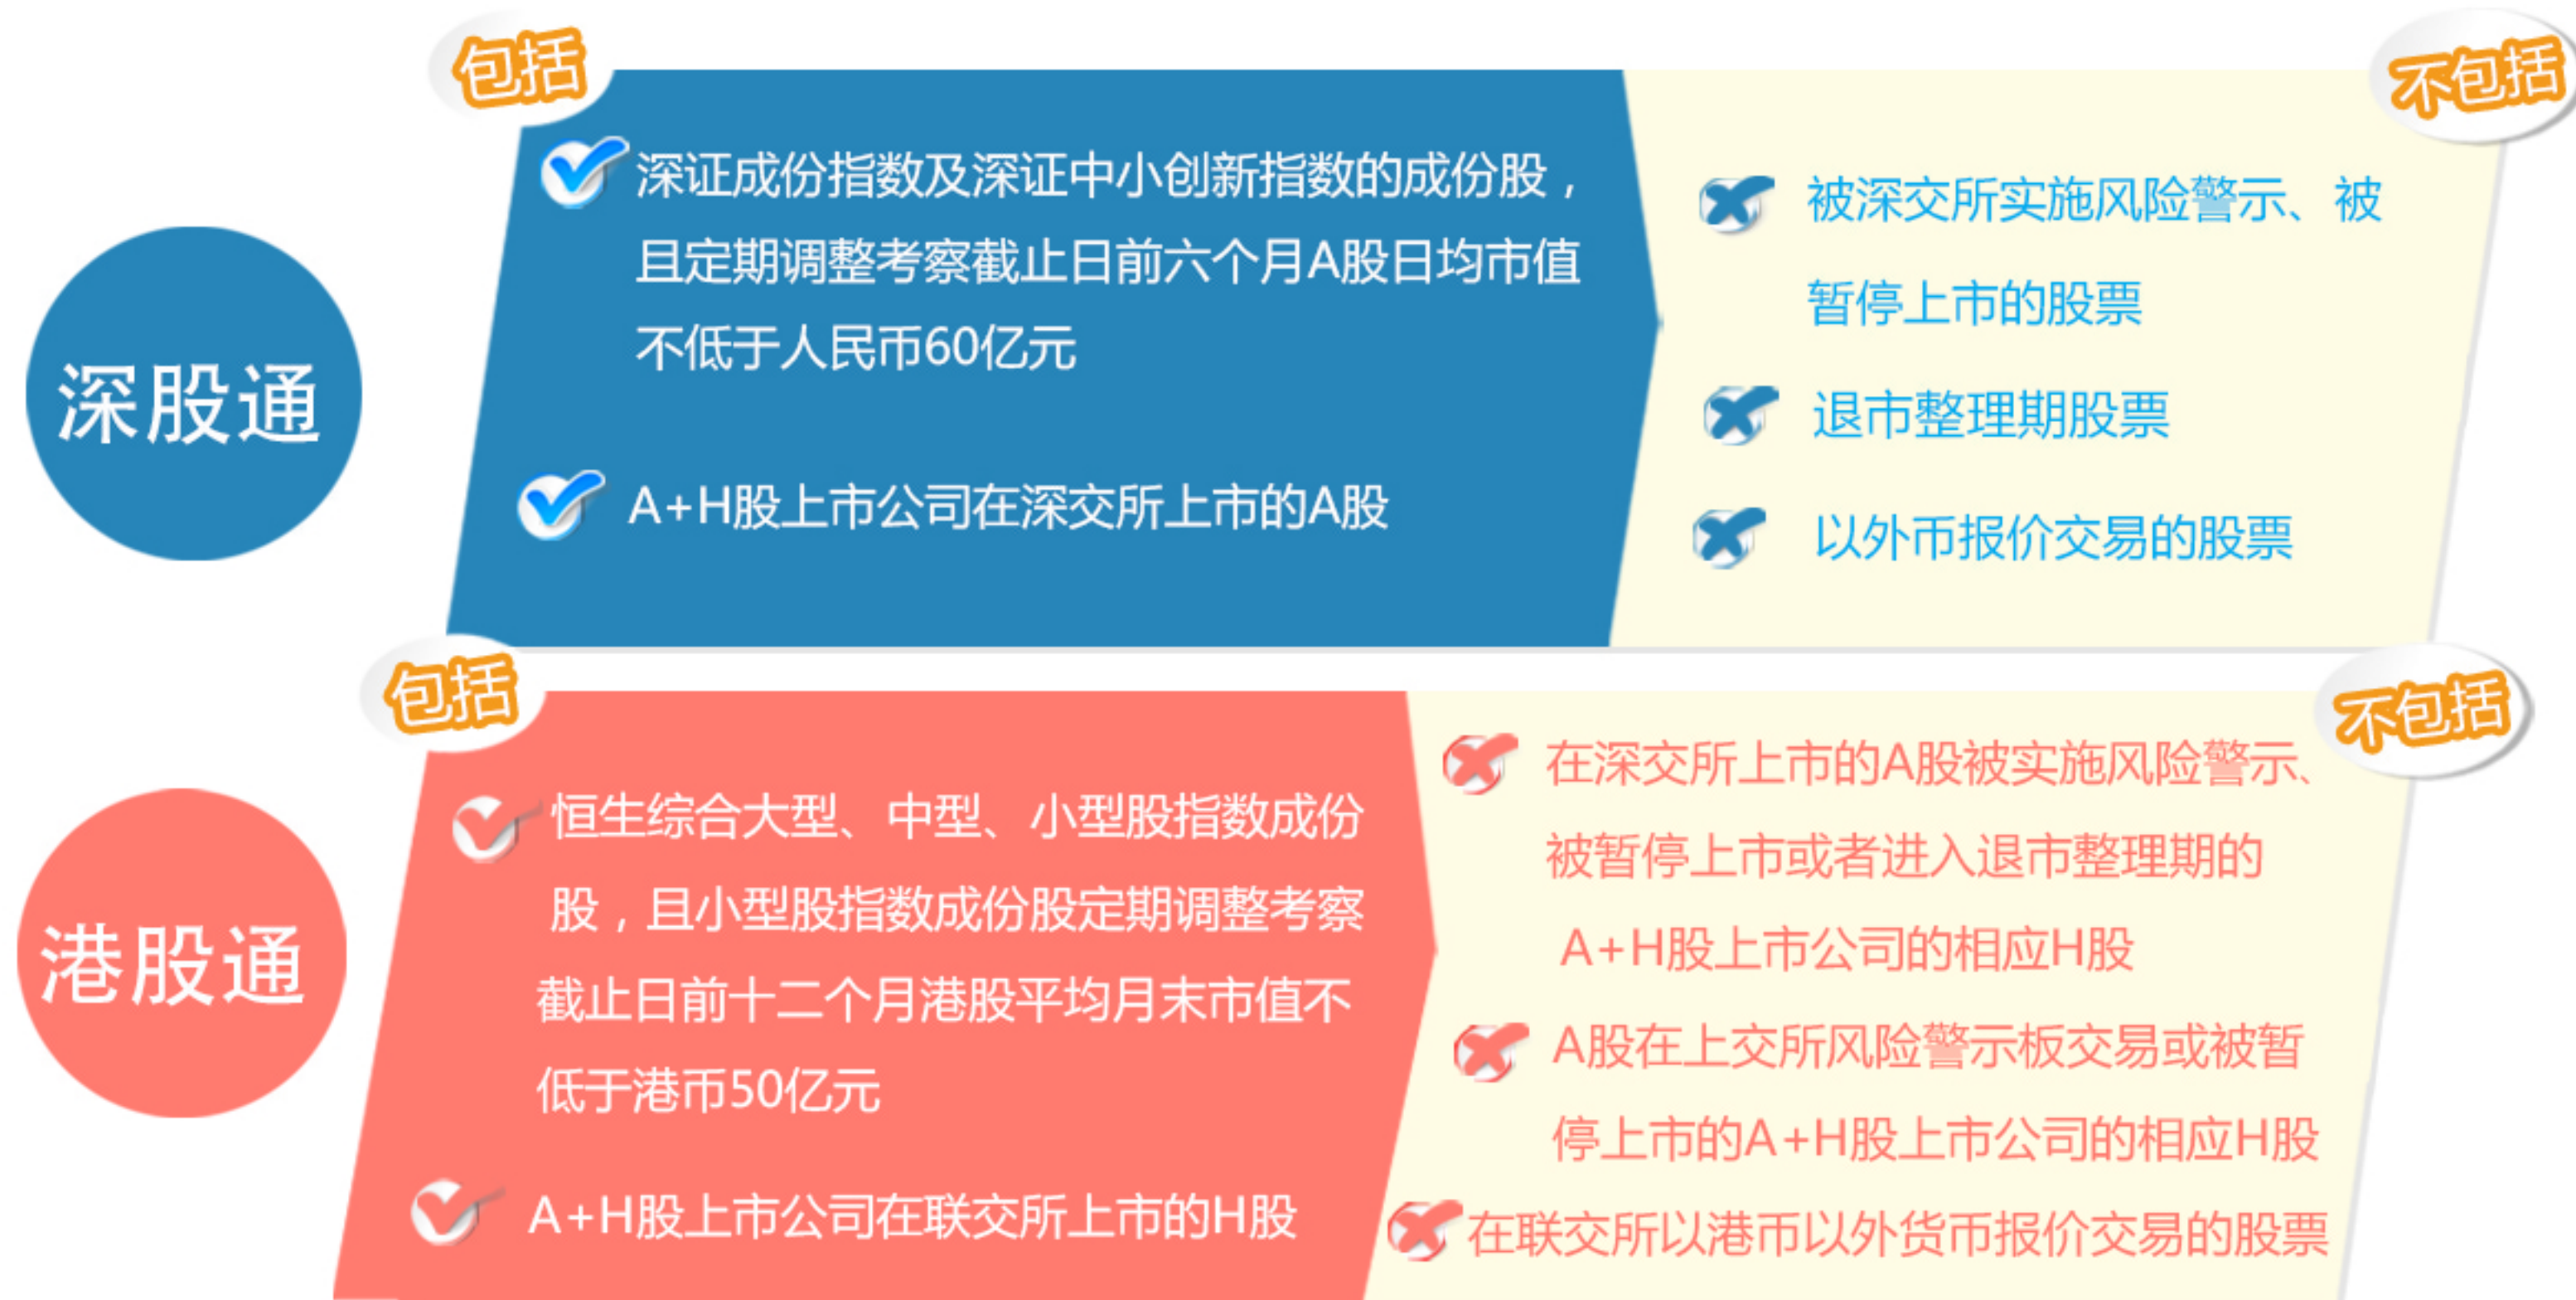 包括
不包括
深股通
深证成份指数及深证中小创新指数的成份股，
且定期调整考察截止日前六个月A股日均市值
不低于人民币60亿元
A+H股上市公司在深交所上市的A股
被深交所实施风险警示、被
暂停上市的股票
退市整理期股票
以外币报价交易的股票
包括
不包括
港股通
恒生综合大型、中型、小型股指数成份
股，且小型股指数成份股定期调整考察
截止日前十二个月港股平均月末市值不
低于港币50亿元
A+H股上市公司在联交所上市的H股
在深交所上市的A股被实施风险警示、
被暂停上市或者进入退市整理期的
A+H股上市公司的相应H股
A股在上交所风险警示板交易或被暂
停上市的A+H股上市公司的相应H股
在联交所以港币以外货币报价交易的股票